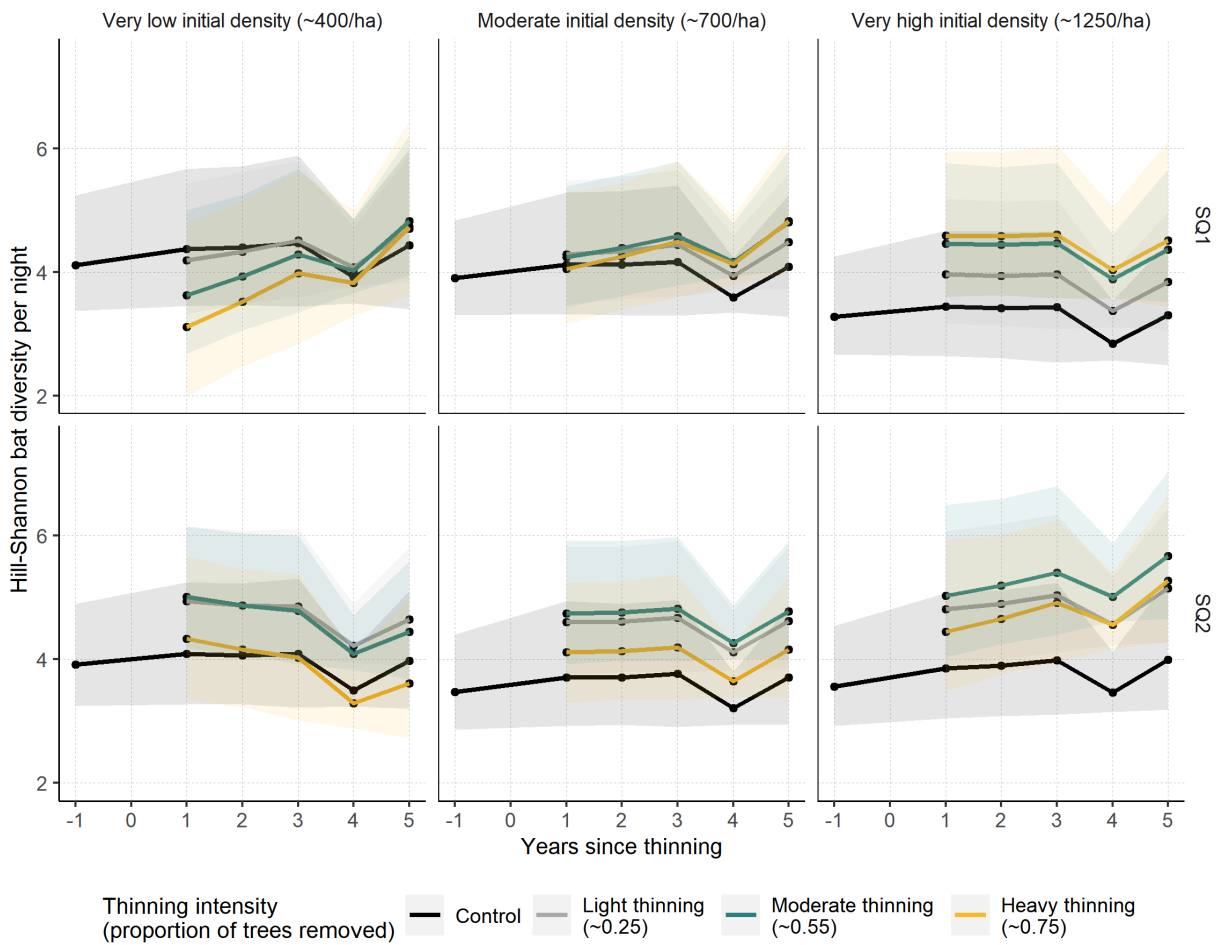 Very low initial density (~400/ha)
Moderate initial density (~700/ha)
Very high initial density (~1250/ha)
Hill-Shannon bat diversity per night
6
4
2
SQ1
6
4
2
SQ2
-1 0 1 2 3 4 5
-1 0 1 2 3 4 5
-1 0 1 2 3 4 5
Years since thinning
Thinning intensity
(proportion of trees removed)
Control
Light thinning
(~0.25)
Moderate thinning
(~0.55)
Heavy thinning
(~0.75)